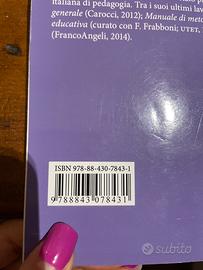 italiana di pedagogia. Tra i suoi ultimi lav
generale (Carocci, 2012); Manuale di meto
educativa (curato con F. Frabboni; UTET,
(FrancoAngeli, 2014).
ISBN 978-88-430-7843-1
9 788843 078431
subito